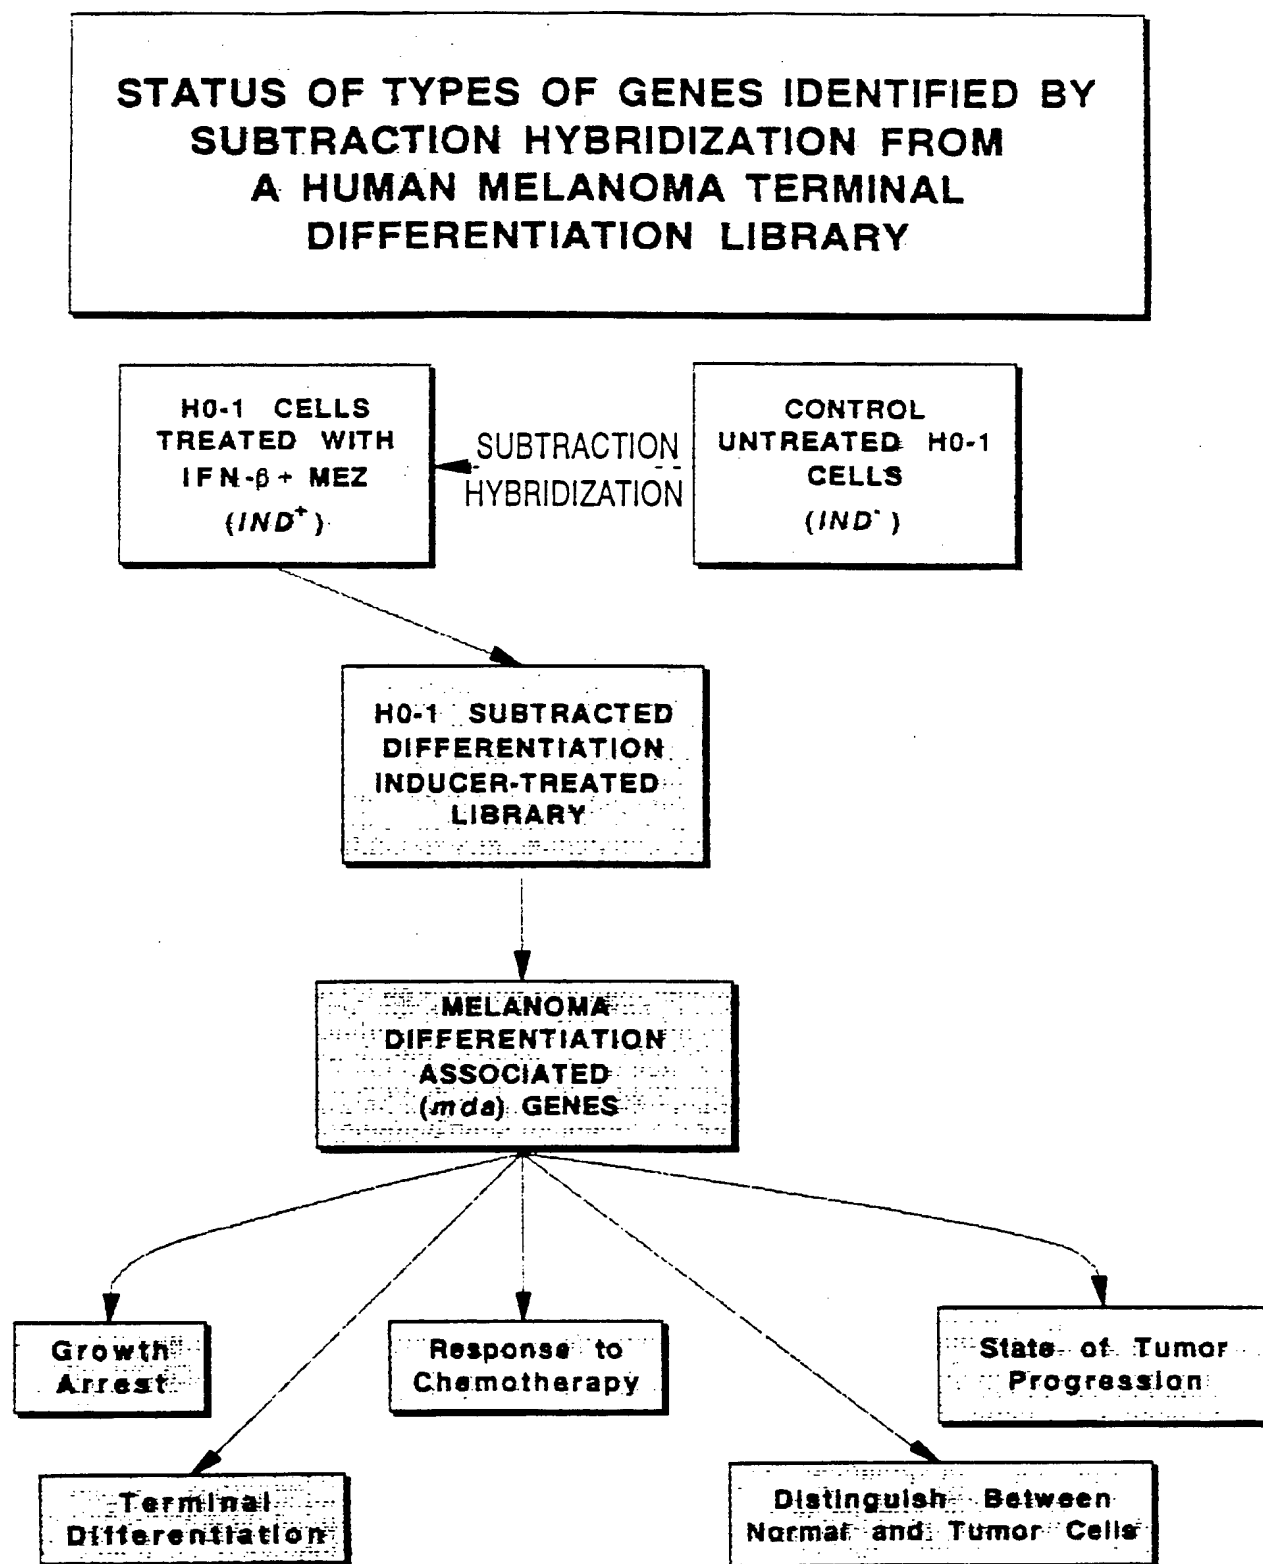 STATUS OF TYPES OF GENES IDENTIFIED BY
SUBTRACTION HYBRIDIZATION FROM
A HUMAN MELANOMA TERMINAL
DIFFERENTIATION LIBRARY
H0-1 CELLS
TREATED WITH
IFN-β + MEZ
(IND⁺)
SUBTRACTION
HYBRIDIZATION
CONTROL
UNTREATED H0-1
CELLS
(IND⁻)
H0-1 SUBTRACTED
DIFFERENTIATION
INDUCER-TREATED
LIBRARY
MELANOMA
DIFFERENTIATION
ASSOCIATED
(mda) GENES
Growth
Arrest
Response to
Chemotherapy
State of Tumor
Progression
Terminal
Differentiation
Distinguish Between
Normal and Tumor Cells